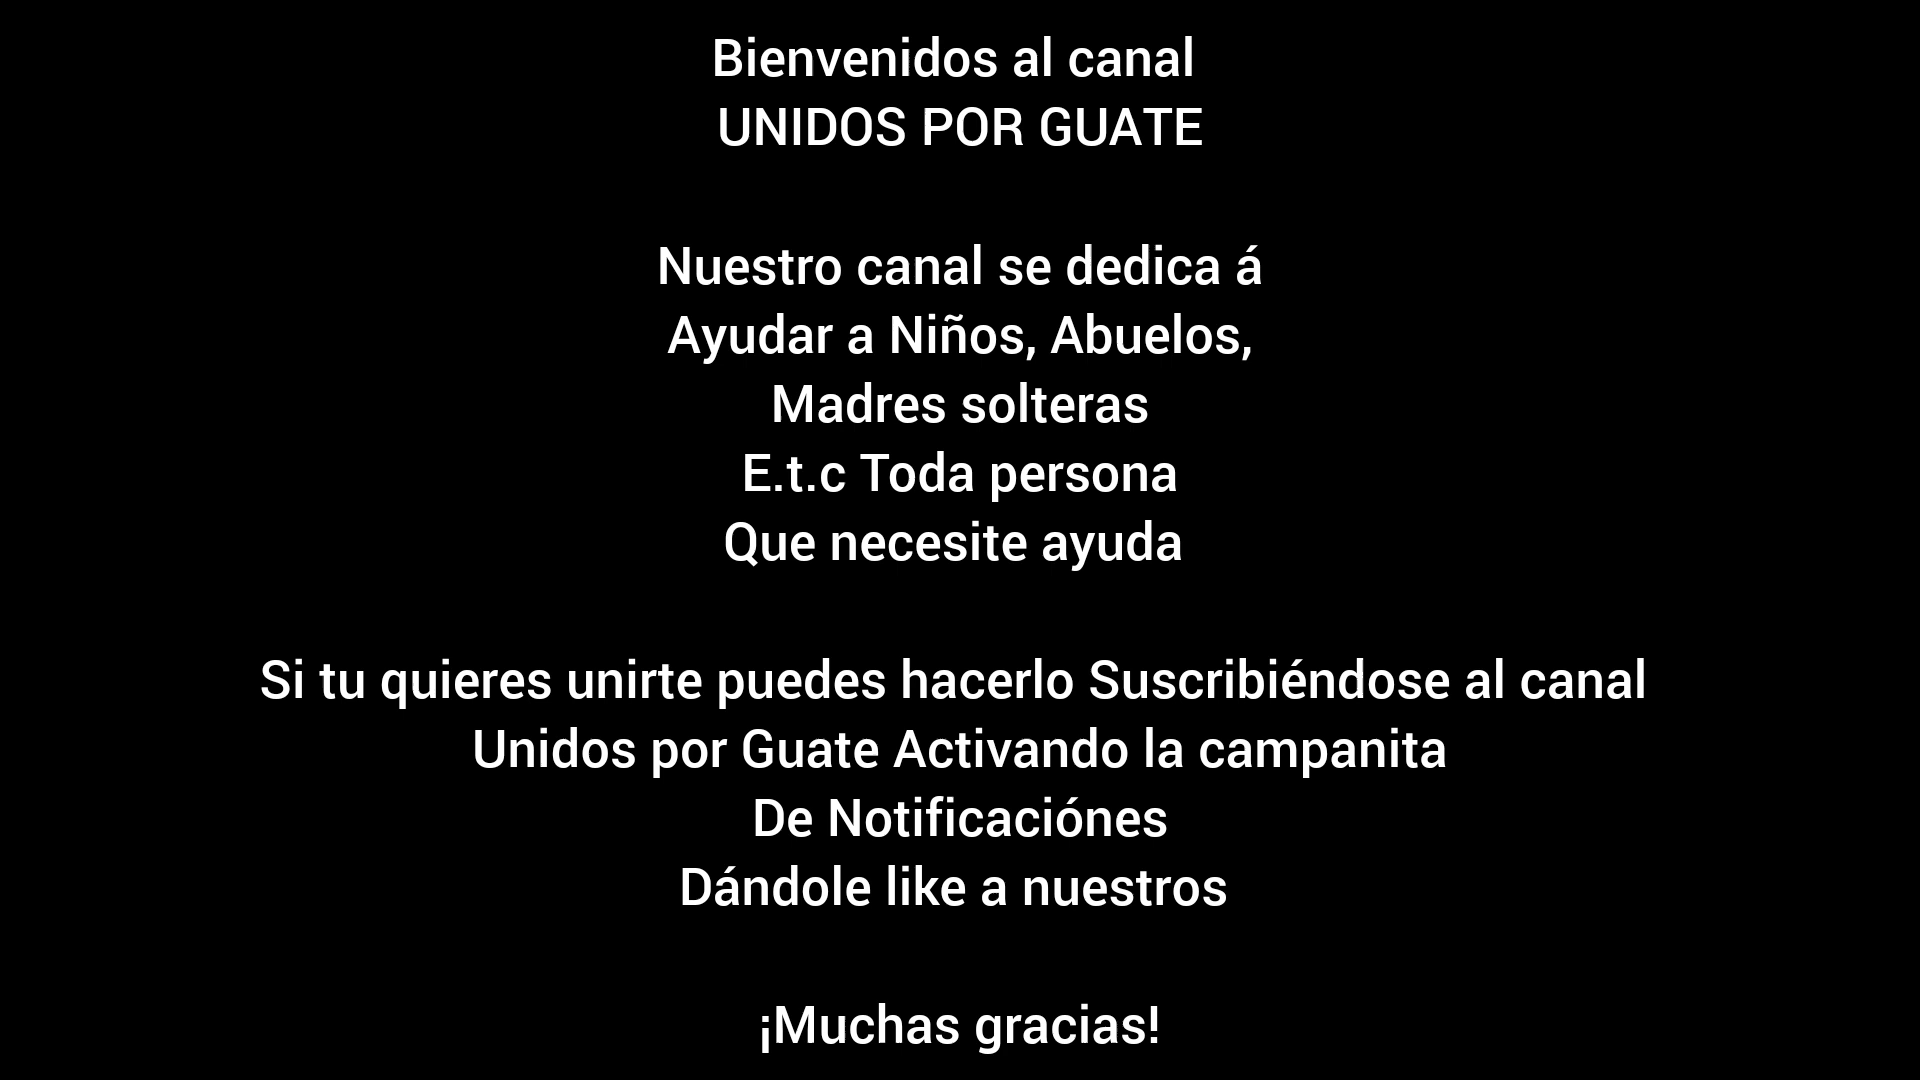 Bienvenidos al canal
UNIDOS POR GUATE
Nuestro canal se dedica á
Ayudar a Niños, Abuelos,
Madres solteras
E.t.c Toda persona
Que necesite ayuda
Si tu quieres unirte puedes hacerlo Suscribiéndose al canal
Unidos por Guate Activando la campanita
De Notificaciónes
Dándole like a nuestros
¡Muchas gracias!